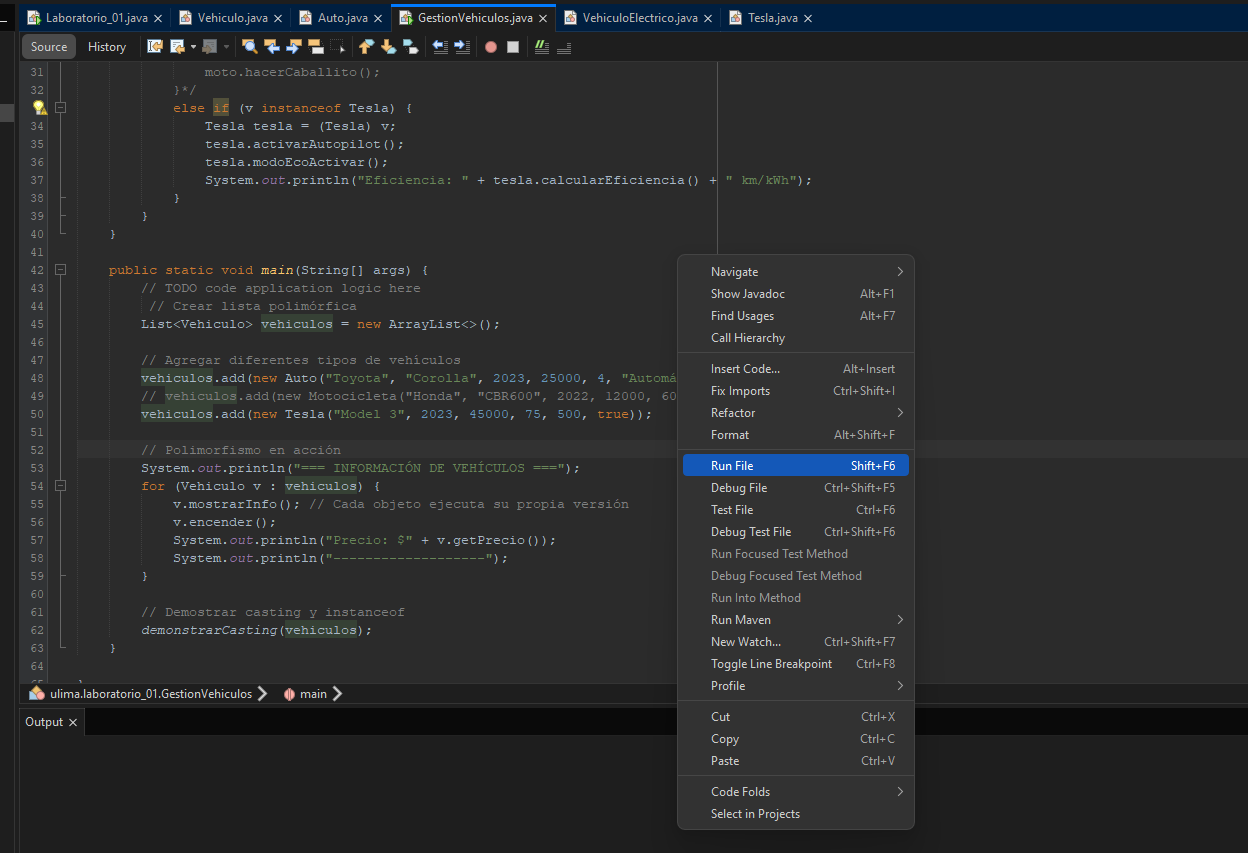 Laboratorio_01.java × Vehiculo.java × Auto.java × GestionVehiculos.java × VehiculoElectrico.java × Tesla.java ×
Source History
31 moto.hacerCaballito();
32 }*/
else if (v instanceof Tesla) {
34 Tesla tesla = (Tesla) v;
35 tesla.activarAutopilot();
36 tesla.modoEcoActivar();
37 System.out.println("Eficiencia: " + tesla.calcularEficiencia() + " km/kWh");
38 }
39 }
40 }
41
42 public static void main(String[] args) {
43 // TODO code application logic here
44 // Crear lista polimórfica
45 List<Vehiculo> vehiculos = new ArrayList<>();
46
47 // Agregar diferentes tipos de vehículos
48 vehiculos.add(new Auto("Toyota", "Corolla", 2023, 25000, 4, "Automá
49 // vehiculos.add(new Motocicleta("Honda", "CBR600", 2022, 12000, 60
50 vehiculos.add(new Tesla("Model 3", 2023, 45000, 75, 500, true));
51
52 // Polimorfismo en acción
53 System.out.println("=== INFORMACIÓN DE VEHÍCULOS ===");
54 for (Vehiculo v : vehiculos) {
55 v.mostrarInfo(); // Cada objeto ejecuta su propia versión
56 v.encender();
57 System.out.println("Precio: $" + v.getPrecio());
58 System.out.println("-------------------");
59 }
60
61 // Demostrar casting y instanceof
62 demonstrarCasting(vehiculos);
63 }
64
ulima.laboratorio_01.GestionVehiculos main
Output ×
Navigate
Show Javadoc Alt+F1
Find Usages Alt+F7
Call Hierarchy
Insert Code... Alt+Insert
Fix Imports Ctrl+Shift+I
Refactor
Format Alt+Shift+F
Run File Shift+F6
Debug File Ctrl+Shift+F5
Test File Ctrl+F6
Debug Test File Ctrl+Shift+F6
Run Focused Test Method
Debug Focused Test Method
Run Into Method
Run Maven
New Watch... Ctrl+Shift+F7
Toggle Line Breakpoint Ctrl+F8
Profile
Cut Ctrl+X
Copy Ctrl+C
Paste Ctrl+V
Code Folds
Select in Projects